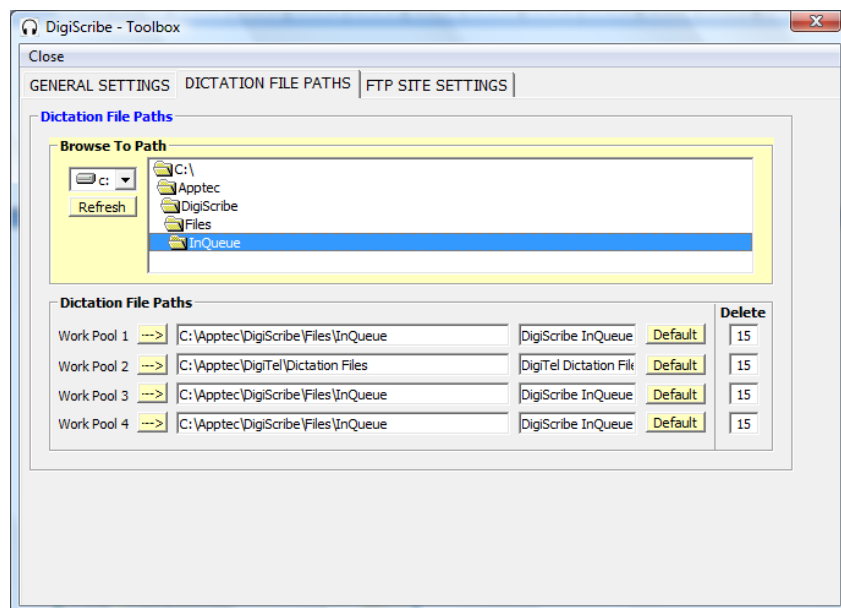 DigiScribe - Toolbox
Close
GENERAL SETTINGS DICTATION FILE PATHS FTP SITE SETTINGS
Dictation File Paths
Browse To Path
c:
Refresh
C:\
Apptec
DigiScribe
Files
InQueue
Dictation File Paths
Delete
Work Pool 1 ---> C:\Apptec\DigiScribe\Files\InQueue DigiScribe InQueue Default 15
Work Pool 2 ---> C:\Apptec\DigiTel\Dictation Files DigiTel Dictation File Default 15
Work Pool 3 ---> C:\Apptec\DigiScribe\Files\InQueue DigiScribe InQueue Default 15
Work Pool 4 ---> C:\Apptec\DigiScribe\Files\InQueue DigiScribe InQueue Default 15